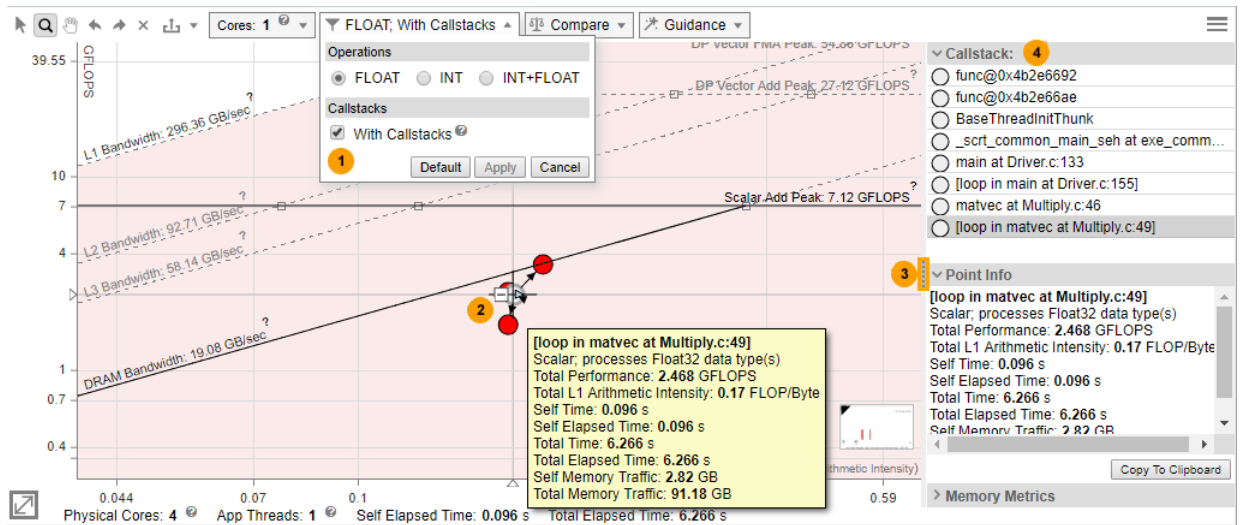 Cores: 1 ? FLOAT; With Callstacks Compare Guidance
Operations
FLOAT INT INT+FLOAT
Callstacks
With Callstacks ?
1
Default Apply Cancel
GFLOPS
39.55
10
7
4
1
0.7
0.4
DP Vector FMA Peak: 54.86 GFLOPS
?
DP Vector Add Peak: 27.12 GFLOPS
?
L1 Bandwidth: 296.36 GB/sec
?
Scalar Add Peak: 7.12 GFLOPS
?
L2 Bandwidth: 92.71 GB/sec
?
L3 Bandwidth: 58.14 GB/sec
?
DRAM Bandwidth: 19.08 GB/sec
2
[loop in matvec at Multiply.c:49]
Scalar; processes Float32 data type(s)
Total Performance: 2.468 GFLOPS
Total L1 Arithmetic Intensity: 0.17 FLOP/Byte
Self Time: 0.096 s
Self Elapsed Time: 0.096 s
Total Time: 6.266 s
Total Elapsed Time: 6.266 s
Self Memory Traffic: 2.82 GB
Total Memory Traffic: 91.18 GB
Intensity)
0.044 0.07 0.1 0.59
Physical Cores: 4 ? App Threads: 1 ? Self Elapsed Time: 0.096 s Total Elapsed Time: 6.266 s
Callstack: 4
func@0x4b2e6692
func@0x4b2e66ae
BaseThreadInitThunk
_scrt_common_main_seh at exe_comm...
main at Driver.c:133
[loop in main at Driver.c:155]
matvec at Multiply.c:46
[loop in matvec at Multiply.c:49]
3
Point Info
[loop in matvec at Multiply.c:49]
Scalar; processes Float32 data type(s)
Total Performance: 2.468 GFLOPS
Total L1 Arithmetic Intensity: 0.17 FLOP/Byte
Self Time: 0.096 s
Self Elapsed Time: 0.096 s
Total Time: 6.266 s
Total Elapsed Time: 6.266 s
Self Memory Traffic: 2.82 GB
Copy To Clipboard
Memory Metrics